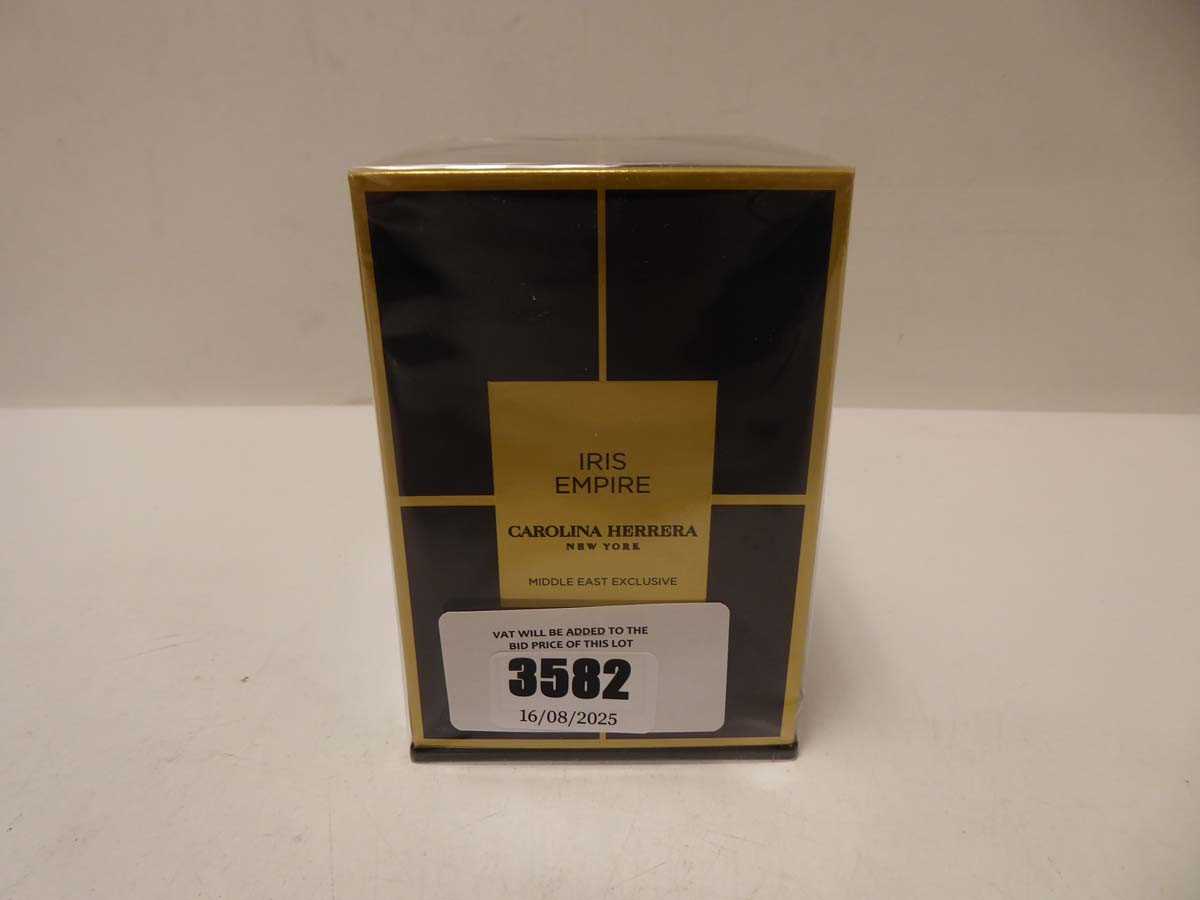 IRIS
EMPIRE
CAROLINA HERRERA
NEW YORK
MIDDLE EAST EXCLUSIVE
VAT WILL BE ADDED TO THE
BID PRICE OF THIS LOT
3582
16/08/2025